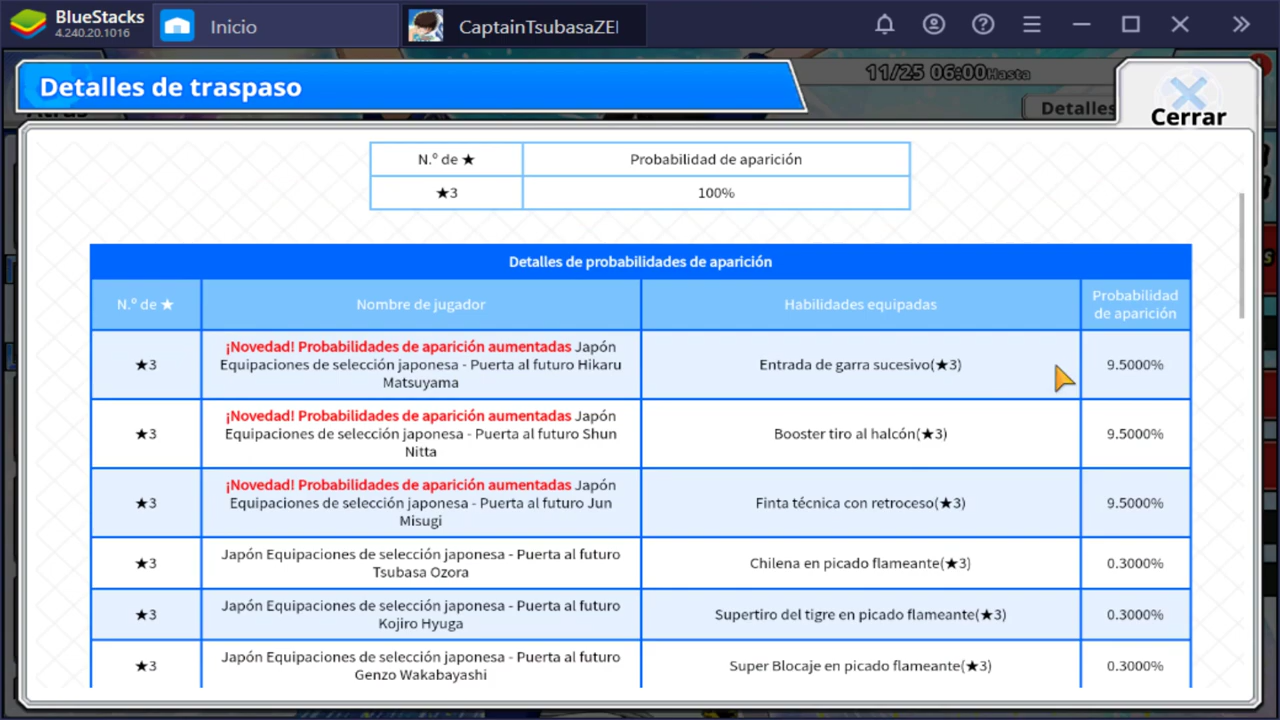 BlueStacks
4.240.20.1016
Inicio
CaptainTsubasaZEI
11/25 06:00Hasta
Detalles de traspaso
Detalles
Atrás
Cerrar
N.º de ★ Probabilidad de aparición
★3 100%
Detalles de probabilidades de aparición
N.º de ★ Nombre de jugador Habilidades equipadas Probabilidad
de aparición
¡Novedad! Probabilidades de aparición aumentadas Japón
★3 Equipaciones de selección japonesa - Puerta al futuro Hikaru Entrada de garra sucesivo(★3) 9.5000%
Matsuyama
¡Novedad! Probabilidades de aparición aumentadas Japón
★3 Equipaciones de selección japonesa - Puerta al futuro Shun Booster tiro al halcón(★3) 9.5000%
Nitta
¡Novedad! Probabilidades de aparición aumentadas Japón
★3 Equipaciones de selección japonesa - Puerta al futuro Jun Finta técnica con retroceso(★3) 9.5000%
Misugi
Japón Equipaciones de selección japonesa - Puerta al futuro
★3 Tsubasa Ozora Chilena en picado flameante(★3) 0.3000%
Japón Equipaciones de selección japonesa - Puerta al futuro
★3 Kojiro Hyuga Supertiro del tigre en picado flameante(★3) 0.3000%
Japón Equipaciones de selección japonesa - Puerta al futuro
★3 Genzo Wakabayashi Super Blocaje en picado flameante(★3) 0.3000%